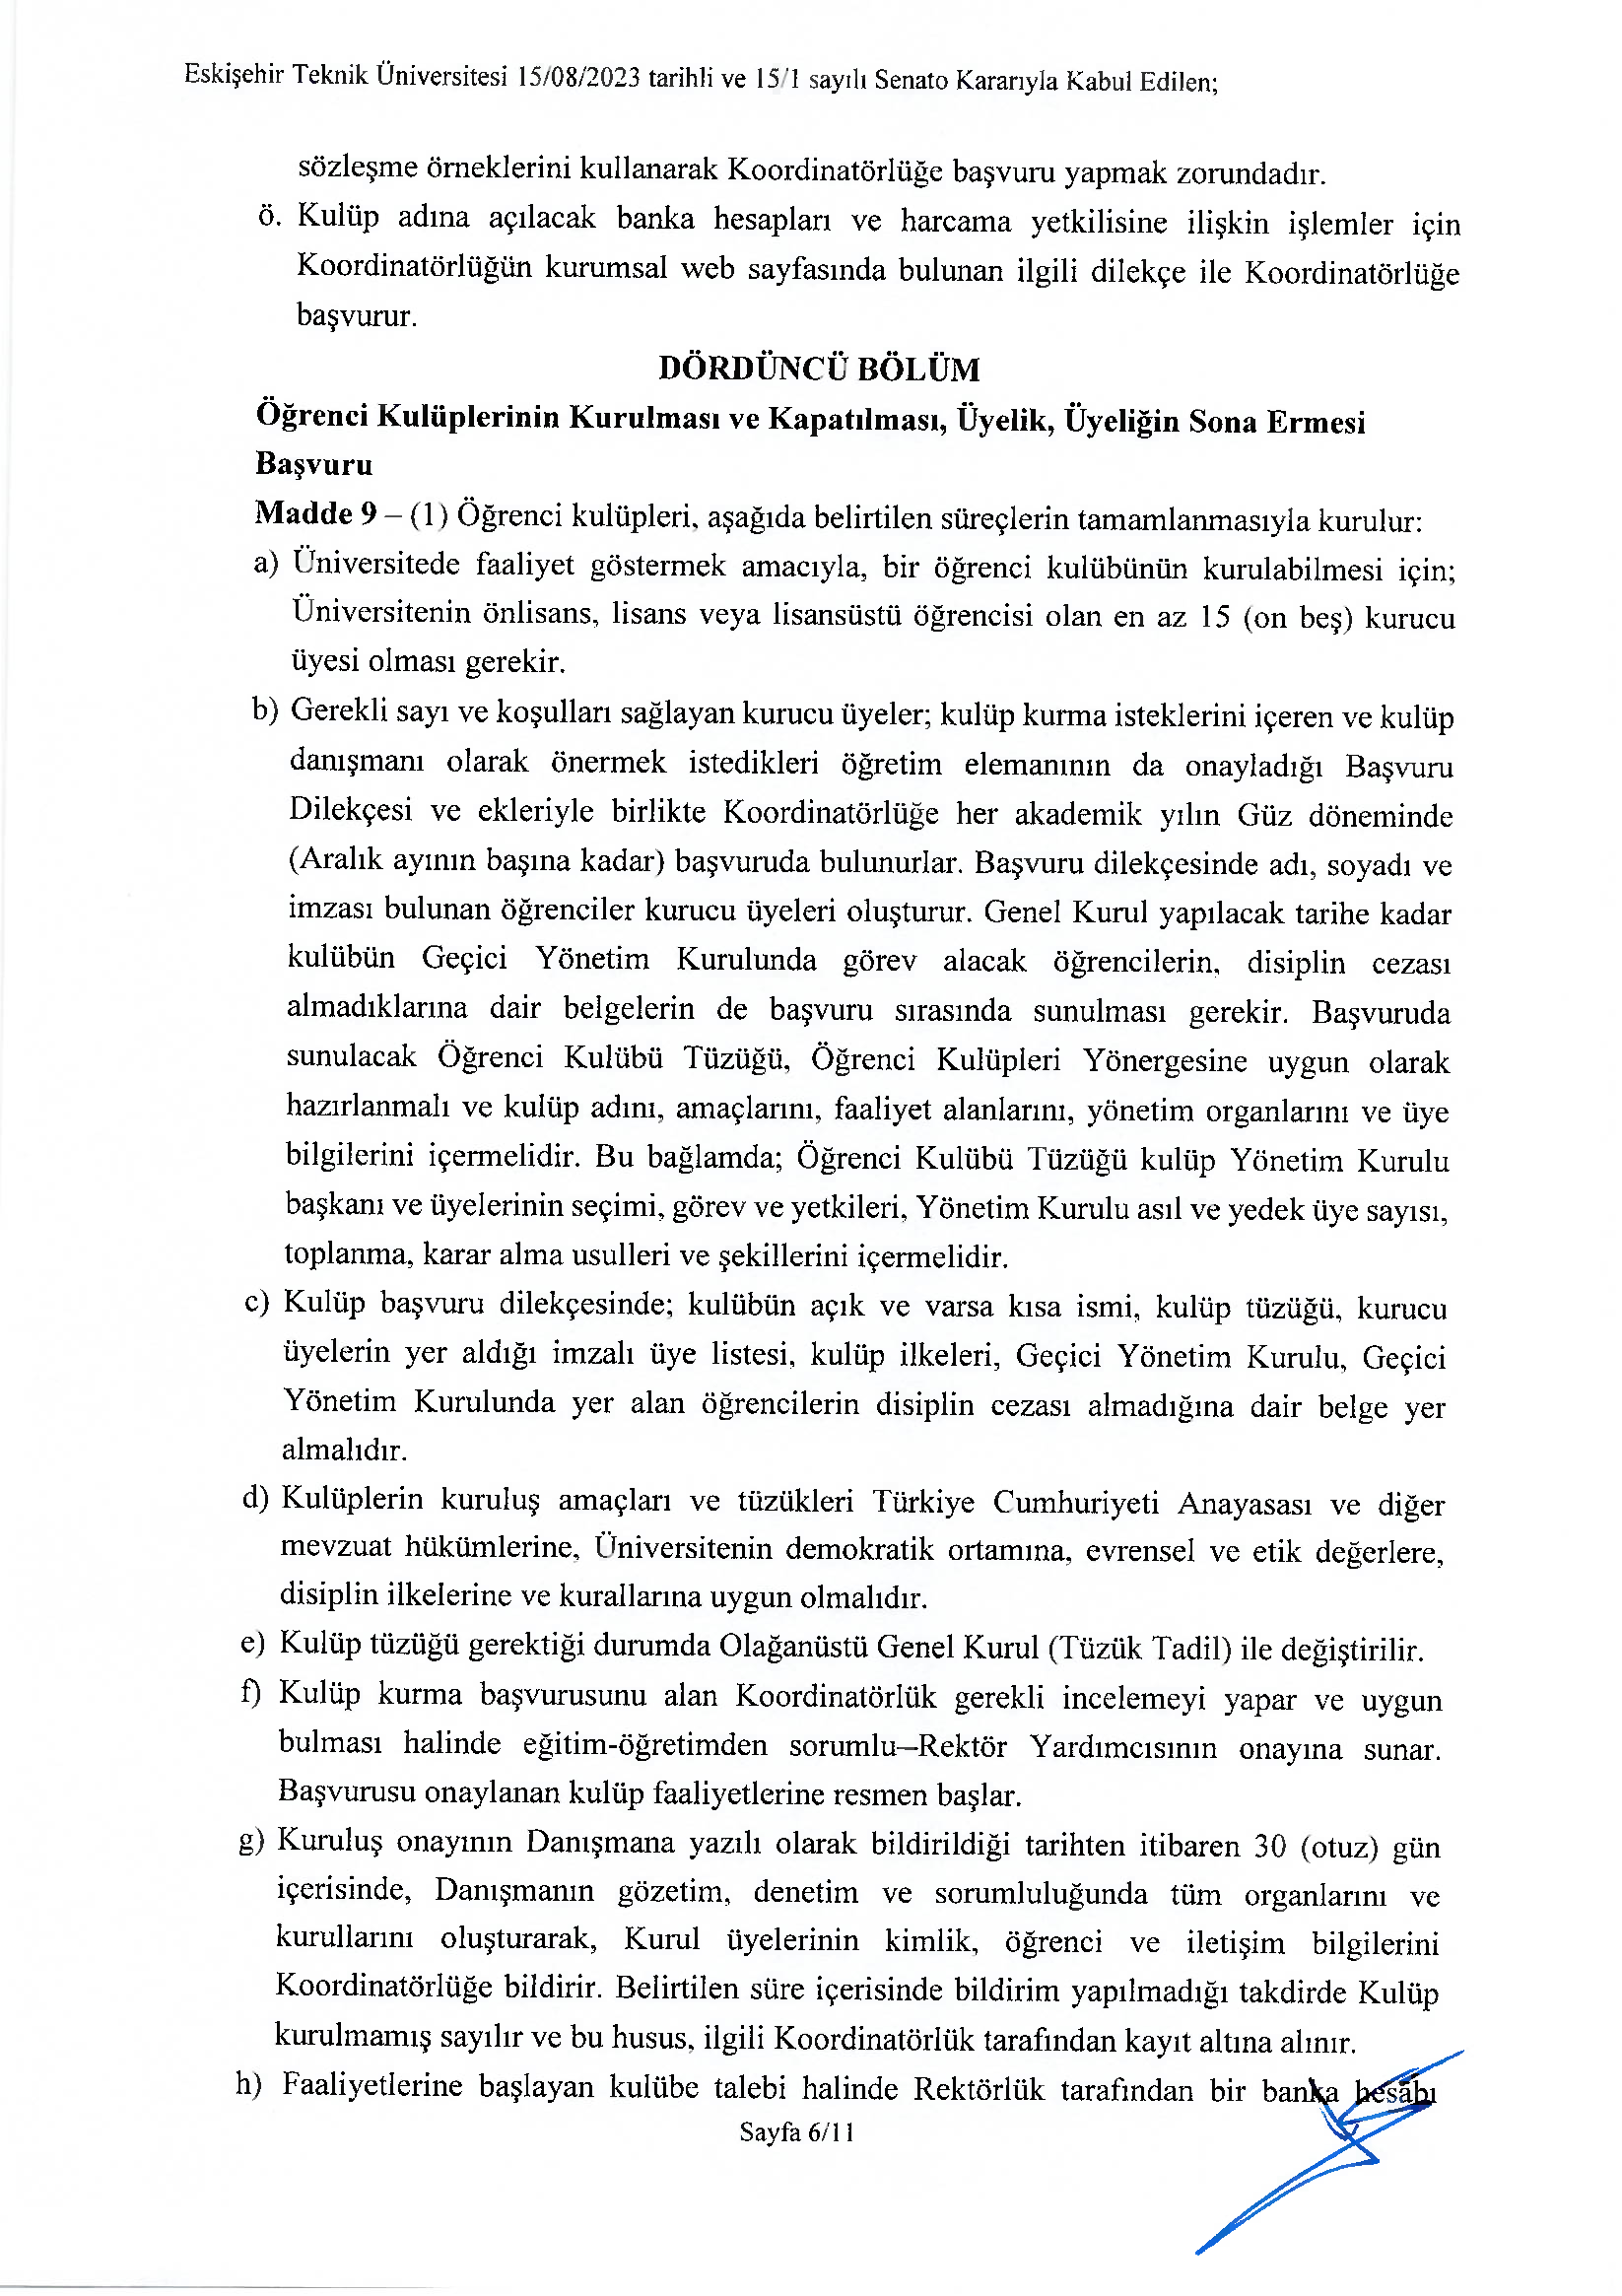 Eskişehir Teknik Üniversitesi 15/08/2023 tarihli ve 15/1 sayılı Senato Kararıyla Kabul Edilen;
sözleşme örneklerini kullanarak Koordinatörlüğe başvuru yapmak zorundadır.
ö. Kulüp adına açılacak banka hesapları ve harcama yetkilisine ilişkin işlemler için
Koordinatörlüğün kurumsal web sayfasında bulunan ilgili dilekçe ile Koordinatörlüğe
başvurur.
DÖRDÜNCÜ BÖLÜM
Öğrenci Kulüplerinin Kurulması ve Kapatılması, Üyelik, Üyeliğin Sona Ermesi
Başvuru
Madde 9 – (1) Öğrenci kulüpleri, aşağıda belirtilen süreçlerin tamamlanmasıyla kurulur:
a) Üniversitede faaliyet göstermek amacıyla, bir öğrenci kulübünün kurulabilmesi için;
Üniversitenin önlisans, lisans veya lisansüstü öğrencisi olan en az 15 (on beş) kurucu
üyesi olması gerekir.
b) Gerekli sayı ve koşulları sağlayan kurucu üyeler; kulüp kurma isteklerini içeren ve kulüp
danışmanı olarak önermek istedikleri öğretim elemanının da onayladığı Başvuru
Dilekçesi ve ekleriyle birlikte Koordinatörlüğe her akademik yılın Güz döneminde
(Aralık ayının başına kadar) başvuruda bulunurlar. Başvuru dilekçesinde adı, soyadı ve
imzası bulunan öğrenciler kurucu üyeleri oluşturur. Genel Kurul yapılacak tarihe kadar
kulübün Geçici Yönetim Kurulunda görev alacak öğrencilerin, disiplin cezası
almadıklarına dair belgelerin de başvuru sırasında sunulması gerekir. Başvuruda
sunulacak Öğrenci Kulübü Tüzüğü, Öğrenci Kulüpleri Yönergesine uygun olarak
hazırlanmalı ve kulüp adını, amaçlarını, faaliyet alanlarını, yönetim organlarını ve üye
bilgilerini içermelidir. Bu bağlamda; Öğrenci Kulübü Tüzüğü kulüp Yönetim Kurulu
başkanı ve üyelerinin seçimi, görev ve yetkileri, Yönetim Kurulu asıl ve yedek üye sayısı,
toplanma, karar alma usulleri ve şekillerini içermelidir.
c) Kulüp başvuru dilekçesinde; kulübün açık ve varsa kısa ismi, kulüp tüzüğü, kurucu
üyelerin yer aldığı imzalı üye listesi, kulüp ilkeleri, Geçici Yönetim Kurulu, Geçici
Yönetim Kurulunda yer alan öğrencilerin disiplin cezası almadığına dair belge yer
almalıdır.
d) Kulüplerin kuruluş amaçları ve tüzükleri Türkiye Cumhuriyeti Anayasası ve diğer
mevzuat hükümlerine, Üniversitenin demokratik ortamına, evrensel ve etik değerlere,
disiplin ilkelerine ve kurallarına uygun olmalıdır.
e) Kulüp tüzüğü gerektiği durumda Olağanüstü Genel Kurul (Tüzük Tadil) ile değiştirilir.
f) Kulüp kurma başvurusunu alan Koordinatörlük gerekli incelemeyi yapar ve uygun
bulması halinde eğitim-öğretimden sorumlu–Rektör Yardımcısının onayına sunar.
Başvurusu onaylanan kulüp faaliyetlerine resmen başlar.
g) Kuruluş onayının Danışmana yazılı olarak bildirildiği tarihten itibaren 30 (otuz) gün
içerisinde, Danışmanın gözetim, denetim ve sorumluluğunda tüm organlarını ve
kurullarını oluşturarak, Kurul üyelerinin kimlik, öğrenci ve iletişim bilgilerini
Koordinatörlüğe bildirir. Belirtilen süre içerisinde bildirim yapılmadığı takdirde Kulüp
kurulmamış sayılır ve bu husus, ilgili Koordinatörlük tarafından kayıt altına alınır.
h) Faaliyetlerine başlayan kulübe talebi halinde Rektörlük tarafından bir banka hesabı
Sayfa 6/11